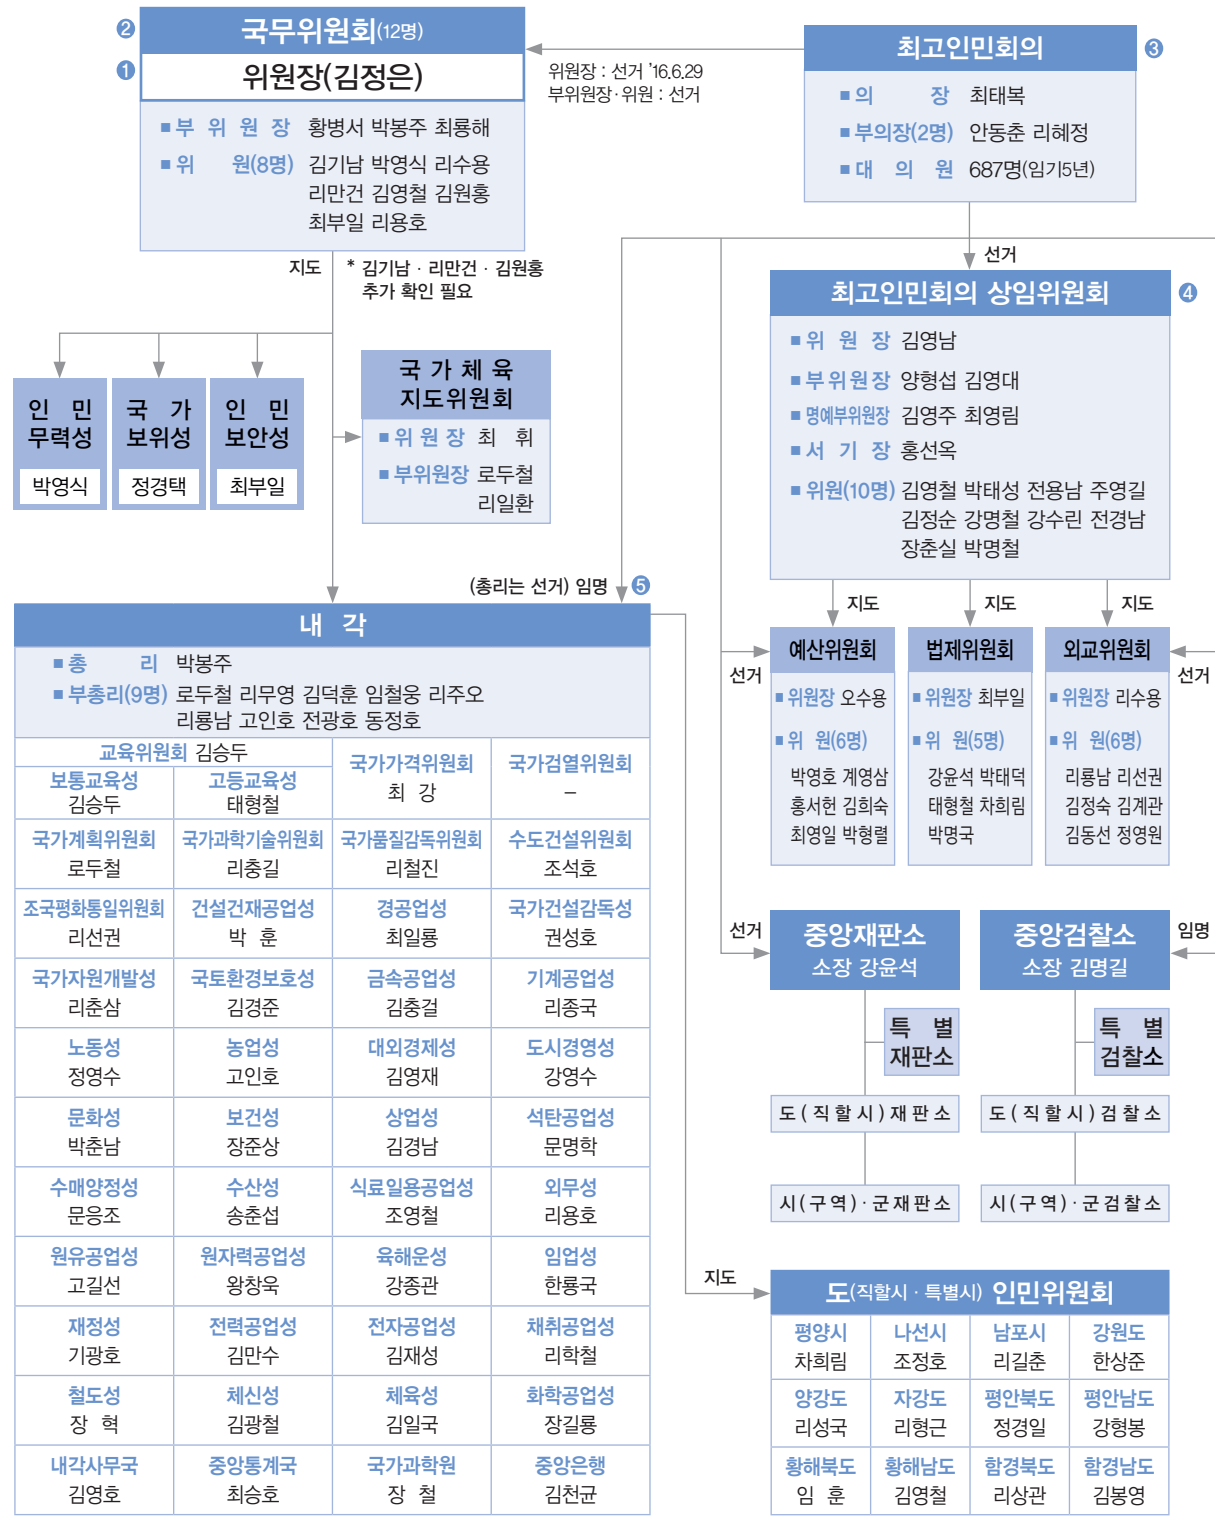 ❷ 국무위원회(12명)
❶ 위원장(김정은)
■ 부 위 원 장 황병서 박봉주 최룡해
■ 위 원(8명) 김기남 박영식 리수용
리만건 김영철 김원홍
최부일 리용호
위원장 : 선거 ’16.6.29
부위원장·위원 : 선거
최고인민회의 ❸
■ 의 장 최태복
■ 부의장(2명) 안동춘 리혜정
■ 대 의 원 687명(임기5년)
지도
* 김기남 · 리만건 · 김원홍
추가 확인 필요
선거
인 민
무력성
박영식
국 가
보위성
정경택
인 민
보안성
최부일
국 가 체 육
지도위원회
■ 위 원 장 최 휘
■ 부위원장 로두철
리일환
최고인민회의 상임위원회 ❹
■ 위 원 장 김영남
■ 부위원장 양형섭 김영대
■ 명예부위원장 김영주 최영림
■ 서 기 장 홍선옥
■ 위원(10명) 김영철 박태성 전용남 주영길
김정순 강명철 강수린 전경남
장춘실 박명철
(총리는 선거) 임명 ❺
지도 지도 지도
내 각
■ 총 리 박봉주
■ 부총리(9명) 로두철 리무영 김덕훈 임철웅 리주오
리룡남 고인호 전광호 동정호
교육위원회 김승두
보통교육성 고등교육성 국가가격위원회 국가검열위원회
김승두 태형철 최 강 –
국가계획위원회 국가과학기술위원회 국가품질감독위원회 수도건설위원회
로두철 리충길 리철진 조석호
조국평화통일위원회 건설건재공업성 경공업성 국가건설감독성
리선권 박 훈 최일룡 권성호
국가자원개발성 국토환경보호성 금속공업성 기계공업성
리춘삼 김경준 김충걸 리종국
노동성 농업성 대외경제성 도시경영성
정영수 고인호 김영재 강영수
문화성 보건성 상업성 석탄공업성
박춘남 장준상 김경남 문명학
수매양정성 수산성 식료일용공업성 외무성
문응조 송춘섭 조영철 리용호
원유공업성 원자력공업성 육해운성 임업성
고길선 왕창욱 강종관 한룡국
재정성 전력공업성 전자공업성 채취공업성
기광호 김만수 김재성 리학철
철도성 체신성 체육성 화학공업성
장 혁 김광철 김일국 장길룡
내각사무국 중앙통계국 국가과학원 중앙은행
김영호 최승호 장 철 김천균
선거
예산위원회
■ 위원장 오수용
■ 위 원(6명)
박영호 계영삼
홍서헌 김희숙
최영일 박형렬
법제위원회
■ 위원장 최부일
■ 위 원(5명)
강윤석 박태덕
태형철 차희림
박명국
외교위원회
■ 위원장 리수용
■ 위 원(6명)
리룡남 리선권
김정숙 김계관
김동선 정영원
선거
선거
중앙재판소
소장 강윤석
특 별
재판소
도 ( 직 할 시 ) 재 판 소
시 ( 구 역 ) · 군 재 판 소
중앙검찰소
소장 김명길
임명
특 별
검찰소
도 ( 직 할 시 ) 검 찰 소
시 ( 구 역 ) · 군 검 찰 소
지도
도(직할시 · 특별시) 인민위원회
평양시 나선시 남포시 강원도
차희림 조정호 리길춘 한상준
양강도 자강도 평안북도 평안남도
리성국 리형근 정경일 강형봉
황해북도 황해남도 함경북도 함경남도
임 훈 김영철 리상관 김봉영